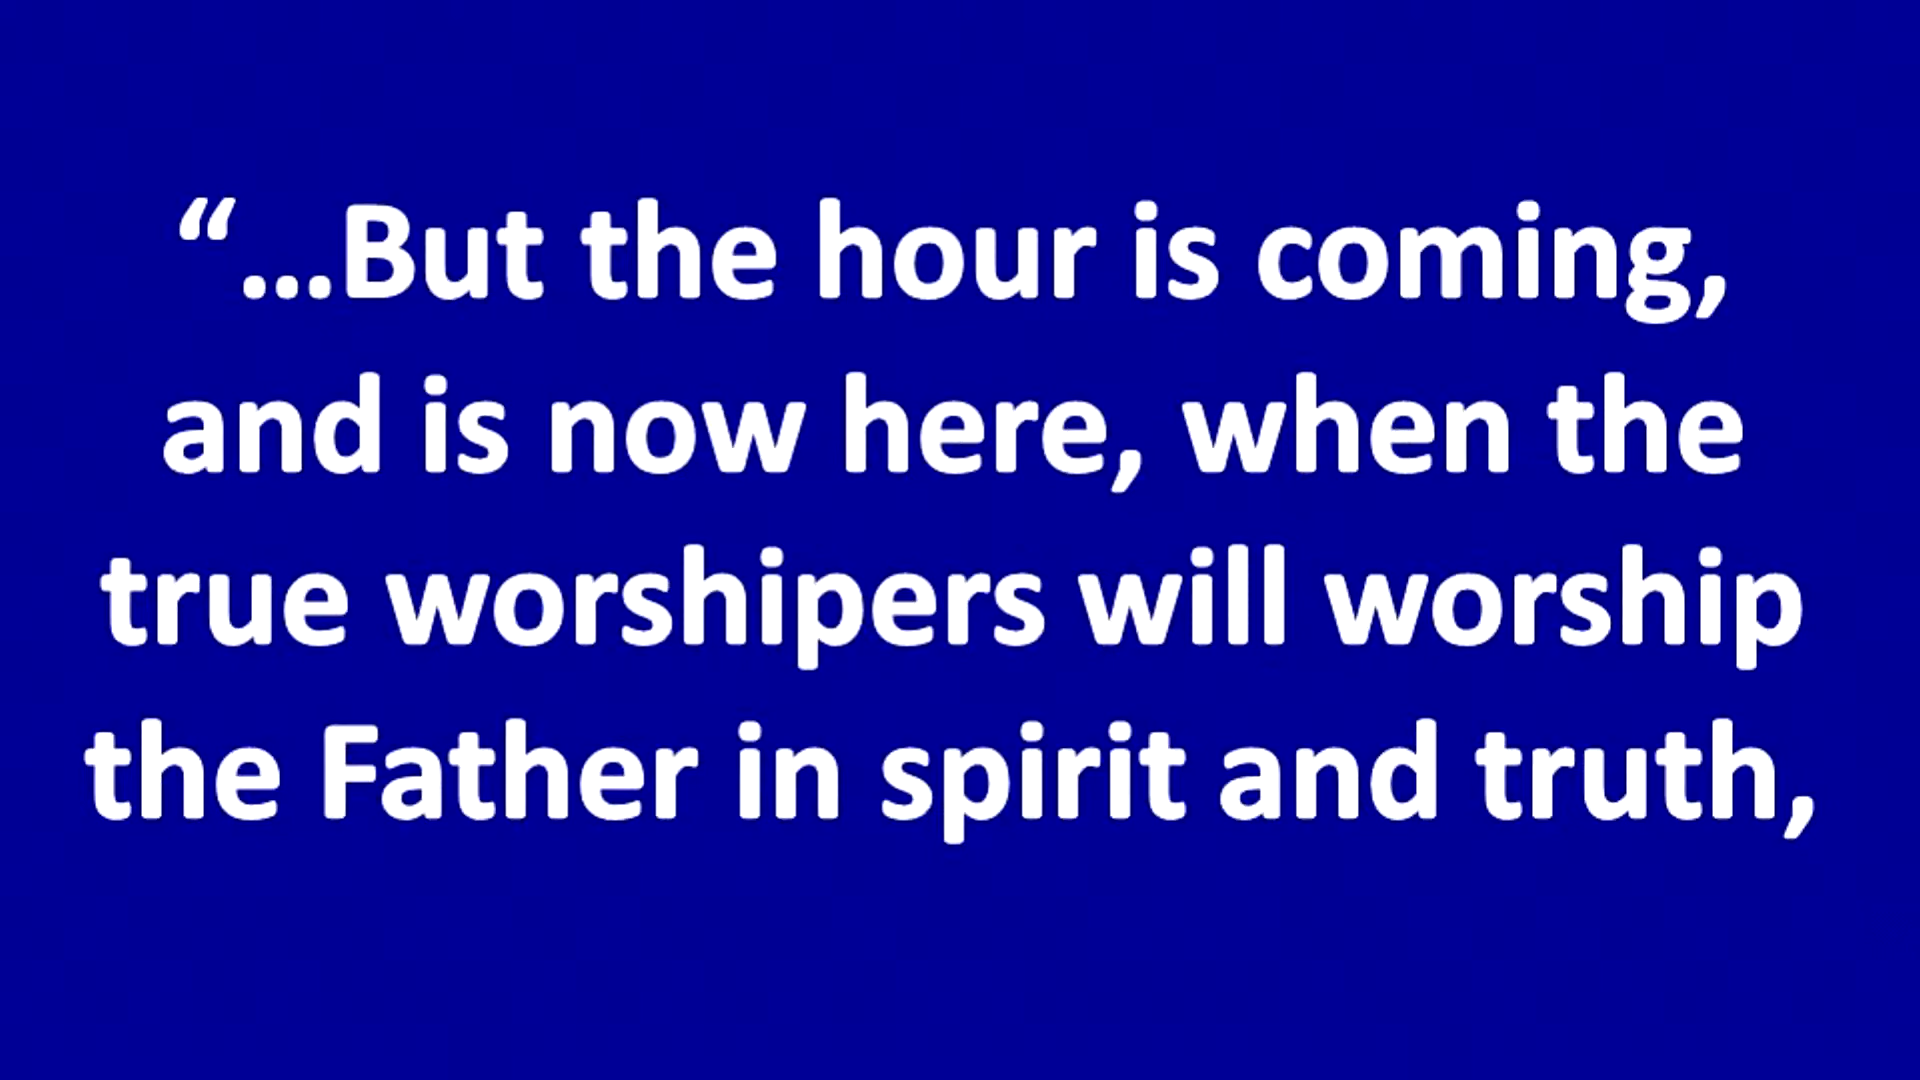 “...But the hour is coming,
and is now here, when the
true worshipers will worship
the Father in spirit and truth,